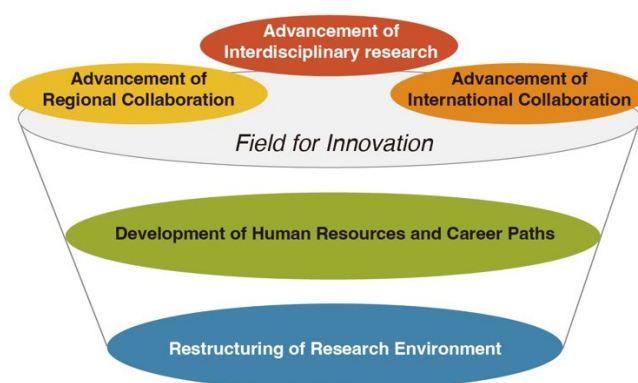 Advancement of
Interdisciplinary research
Advancement of
Regional Collaboration
Advancement of
International Collaboration
Field for Innovation
Development of Human Resources and Career Paths
Restructuring of Research Environment